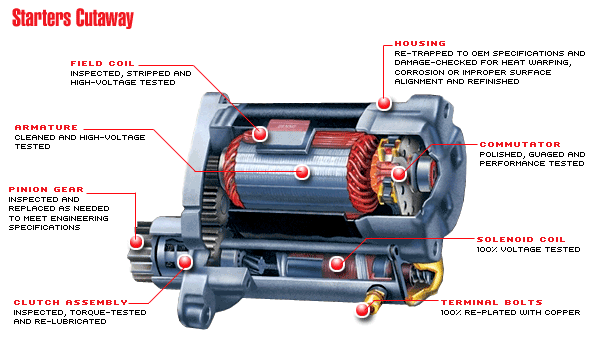 Starters Cutaway
HOUSING
RE-TRAPPED TO OEM SPECIFICATIONS AND
DAMAGE-CHECKED FOR HEAT WARPING,
CORROSION OR IMPROPER SURFACE
ALIGNMENT AND REFINISHED
FIELD COIL
INSPECTED, STRIPPED AND
HIGH-VOLTAGE TESTED
ARMATURE
CLEANED AND HIGH-VOLTAGE
TESTED
COMMUTATOR
POLISHED, GUAGED AND
PERFORMANCE TESTED
PINION GEAR
INSPECTED AND
REPLACED AS NEEDED
TO MEET ENGINEERING
SPECIFICATIONS
SOLENOID COIL
100% VOLTAGE TESTED
CLUTCH ASSEMBLY
INSPECTED, TORQUE-TESTED
AND RE-LUBRICATED
TERMINAL BOLTS
100% RE-PLATED WITH COPPER